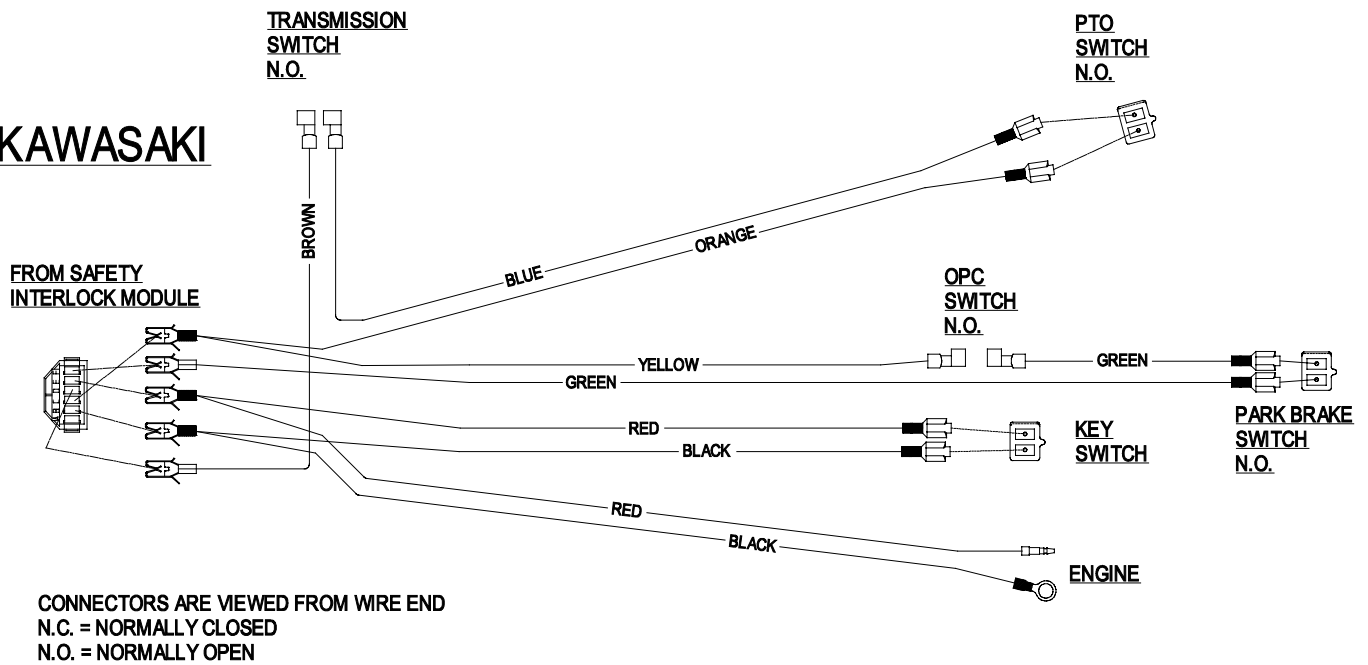 TRANSMISSION
SWITCH
N.O.
PTO
SWITCH
N.O.
KAWASAKI
BROWN
BLUE
ORANGE
FROM SAFETY
INTERLOCK MODULE
OPC
SWITCH
N.O.
YELLOW
GREEN
GREEN
RED
BLACK
KEY
SWITCH
PARK BRAKE
SWITCH
N.O.
RED
BLACK
ENGINE
CONNECTORS ARE VIEWED FROM WIRE END
N.C. = NORMALLY CLOSED
N.O. = NORMALLY OPEN